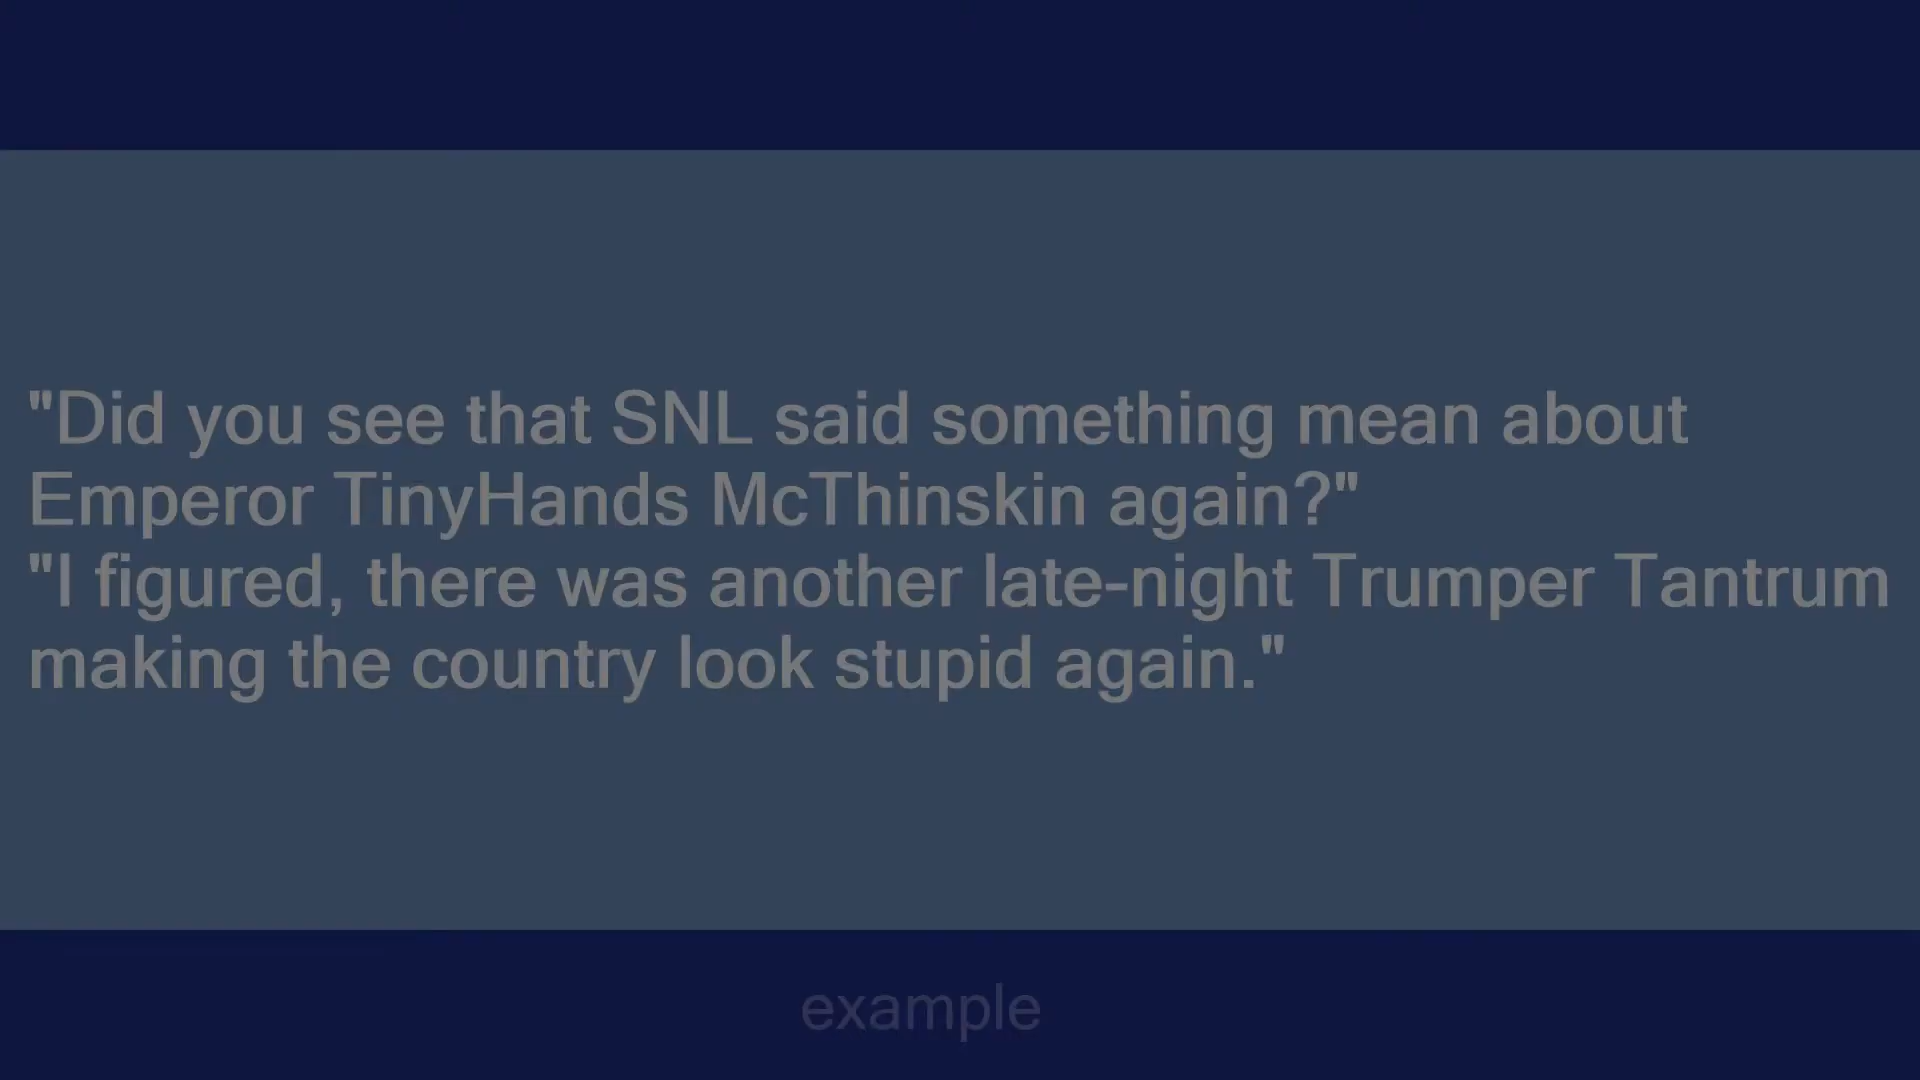 "Did you see that SNL said something mean about
Emperor TinyHands McThinskin again?"
"I figured, there was another late-night Trumper Tantrum
making the country look stupid again."
example